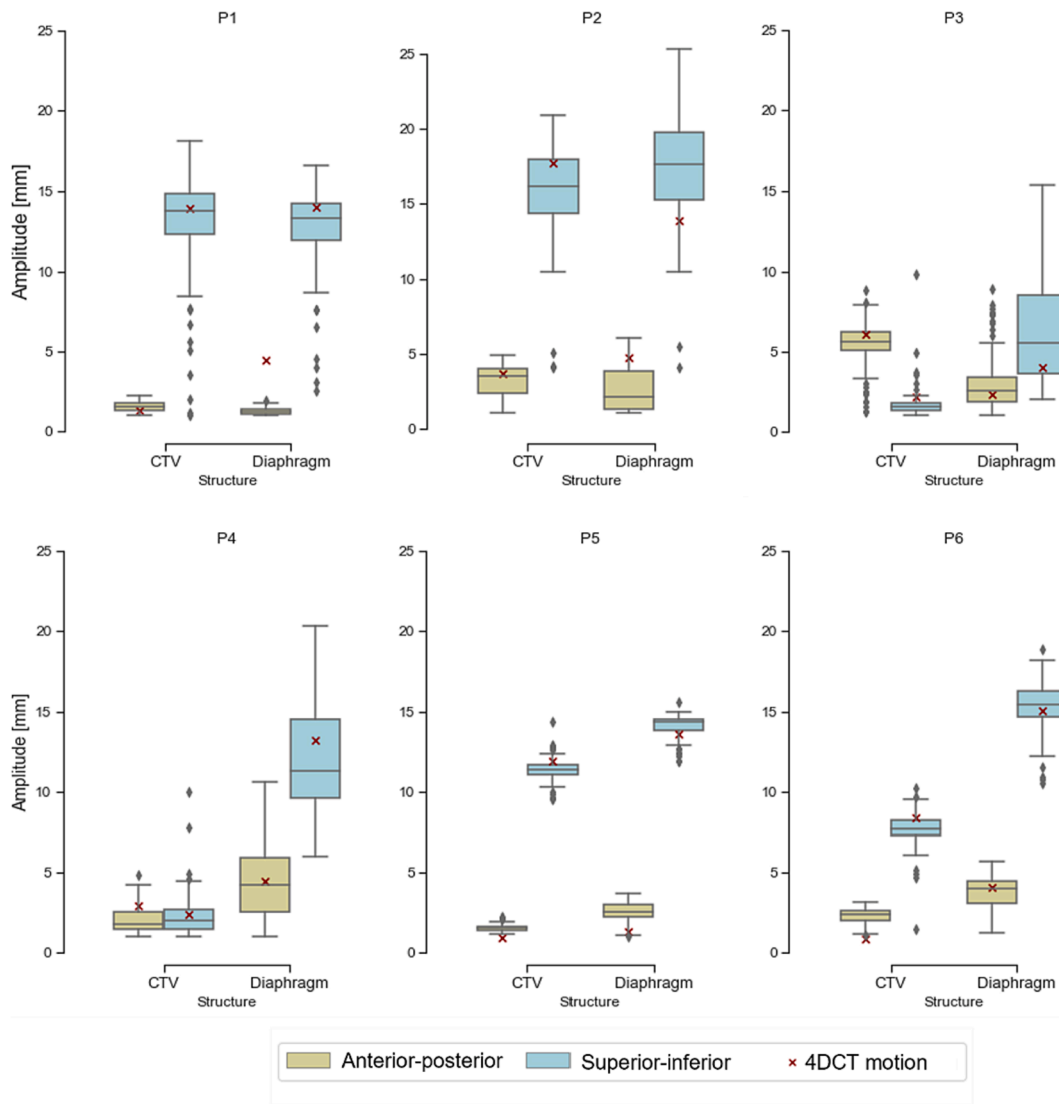 P1 P2 P3
25 20 15 10 5 0
Amplitude [mm]
CTV Diaphragm
Structure
25 20 15 10 5 0
CTV Diaphragm
Structure
25 20 15 10 5 0
CTV Diaphragm
Structure
P4 P5 P6
25 20 15 10 5 0
Amplitude [mm]
CTV Diaphragm
Structure
25 20 15 10 5 0
CTV Diaphragm
Structure
25 20 15 10 5 0
CTV Diaphragm
Structure
Anterior-posterior Superior-inferior × 4DCT motion